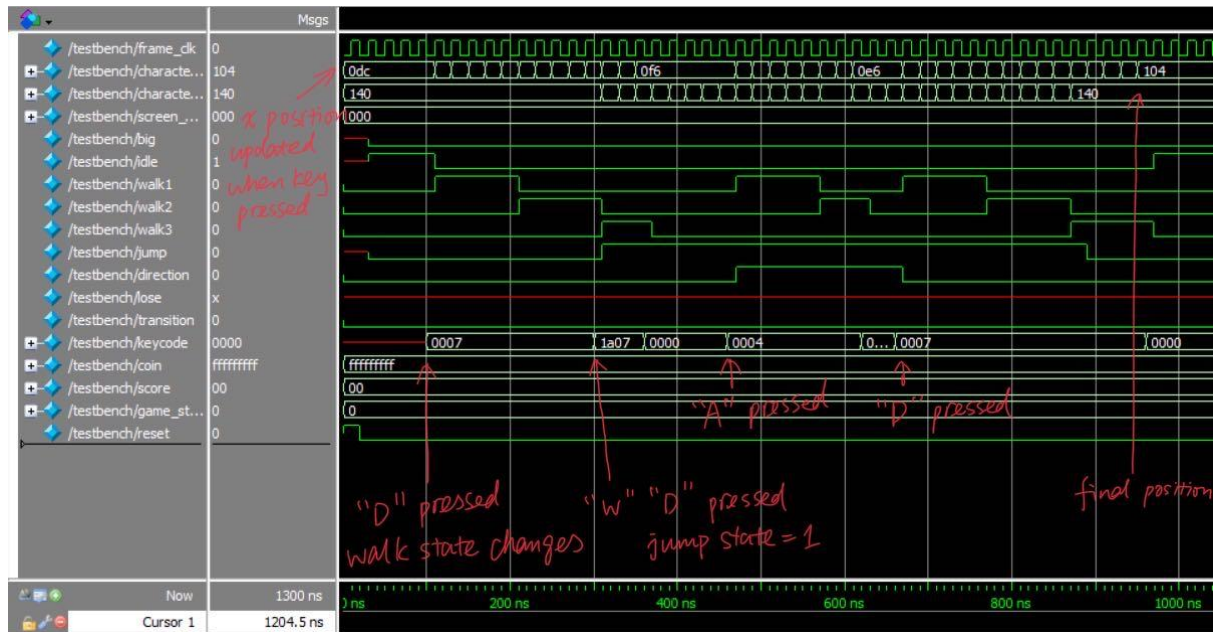 Msgs
/testbench/frame_clk 0
/testbench/characte... 104 0dc 0f6 0e6 104
/testbench/characte... 140 140 140
/testbench/screen_... 000 000
/testbench/big 0
/testbench/idle 1
/testbench/walk1 0
/testbench/walk2 0
/testbench/walk3 0
/testbench/jump 0
/testbench/direction 0
/testbench/lose x
/testbench/transition 0
/testbench/keycode 0000 0007 1a07 0000 0004 0... 0007 0000
/testbench/coin fffffffff fffffffff
/testbench/score 00 00
/testbench/game_st... 0 0
/testbench/reset 0
x position
updated
when key
pressed
"A" pressed "D" pressed
"D" pressed
walk state changes
"W" "D" pressed
jump state = 1
final position
Now 1300 ns
Cursor 1 1204.5 ns
200 ns 400 ns 600 ns 800 ns 1000 ns